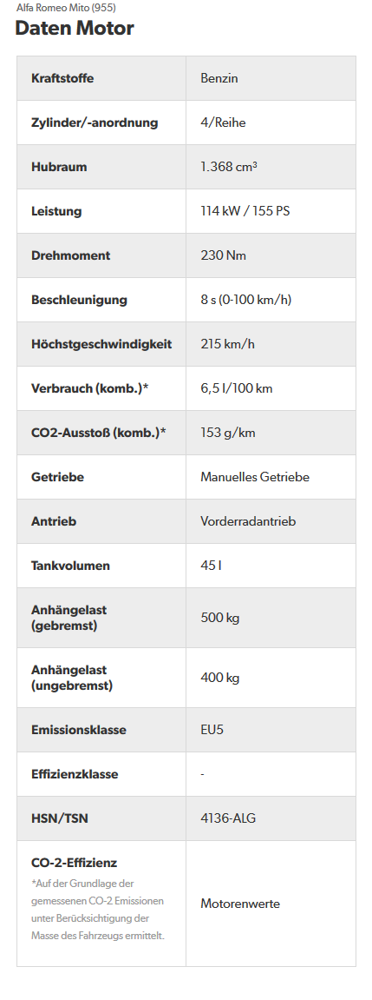 Alfa Romeo Mito (955)
Daten Motor
Kraftstoffe Benzin
Zylinder/-anordnung 4/Reihe
Hubraum 1.368 cm³
Leistung 114 kW / 155 PS
Drehmoment 230 Nm
Beschleunigung 8 s (0-100 km/h)
Höchstgeschwindigkeit 215 km/h
Verbrauch (komb.)* 6,5 l/100 km
CO2-Ausstoß (komb.)* 153 g/km
Getriebe Manuelles Getriebe
Antrieb Vorderradantrieb
Tankvolumen 45 l
Anhängelast
(gebremst)
500 kg
Anhängelast
(ungebremst)
400 kg
Emissionsklasse EU5
Effizienzklasse -
HSN/TSN 4136-ALG
CO-2-Effizienz
*Auf der Grundlage der
gemessenen CO-2 Emissionen
unter Berücksichtigung der
Masse des Fahrzeugs ermittelt.
Motorenwerte